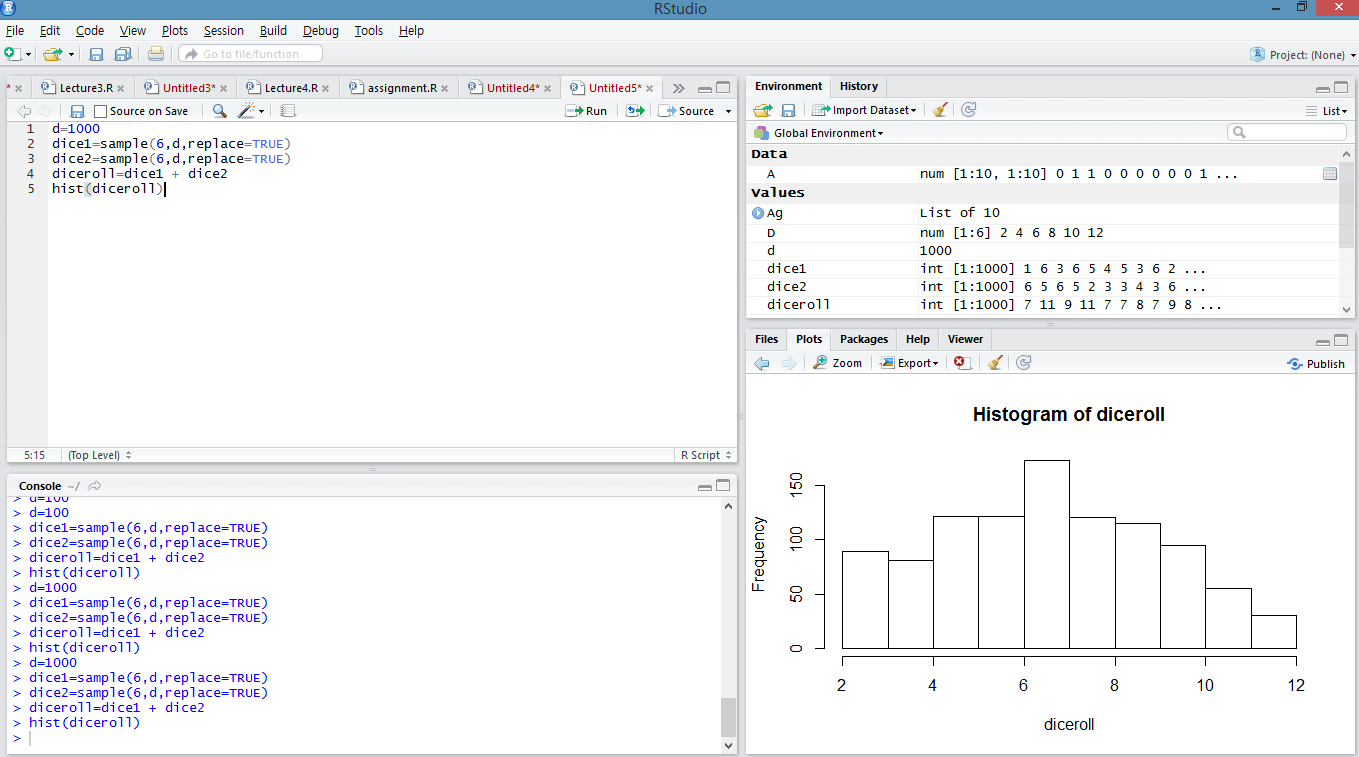 RStudio
File Edit Code View Plots Session Build Debug Tools Help
Go to file/function Project: (None)
* Lecture3.R Untitled3* Lecture4.R assignment.R Untitled4* Untitled5*
Source on Save Run Source
1 d=1000
2 dice1=sample(6,d,replace=TRUE)
3 dice2=sample(6,d,replace=TRUE)
4 diceroll=dice1 + dice2
5 hist(diceroll)
5:15 (Top Level) R Script
Console ~/
> d=100
> d=100
> dice1=sample(6,d,replace=TRUE)
> dice2=sample(6,d,replace=TRUE)
> diceroll=dice1 + dice2
> hist(diceroll)
> d=1000
> dice1=sample(6,d,replace=TRUE)
> dice2=sample(6,d,replace=TRUE)
> diceroll=dice1 + dice2
> hist(diceroll)
> d=1000
> dice1=sample(6,d,replace=TRUE)
> dice2=sample(6,d,replace=TRUE)
> diceroll=dice1 + dice2
> hist(diceroll)
>
Environment History
Import Dataset List
Global Environment
Data
A num [1:10, 1:10] 0 1 1 0 0 0 0 0 0 1 ...
Values
Ag List of 10
D num [1:6] 2 4 6 8 10 12
d 1000
dice1 int [1:1000] 1 6 3 6 5 4 5 3 6 2 ...
dice2 int [1:1000] 6 5 6 5 2 3 3 4 3 6 ...
diceroll int [1:1000] 7 11 9 11 7 7 8 7 9 8 ...
Files Plots Packages Help Viewer
Zoom Export Publish
Histogram of diceroll
Frequency
150
100
50
0
2 4 6 8 10 12
diceroll